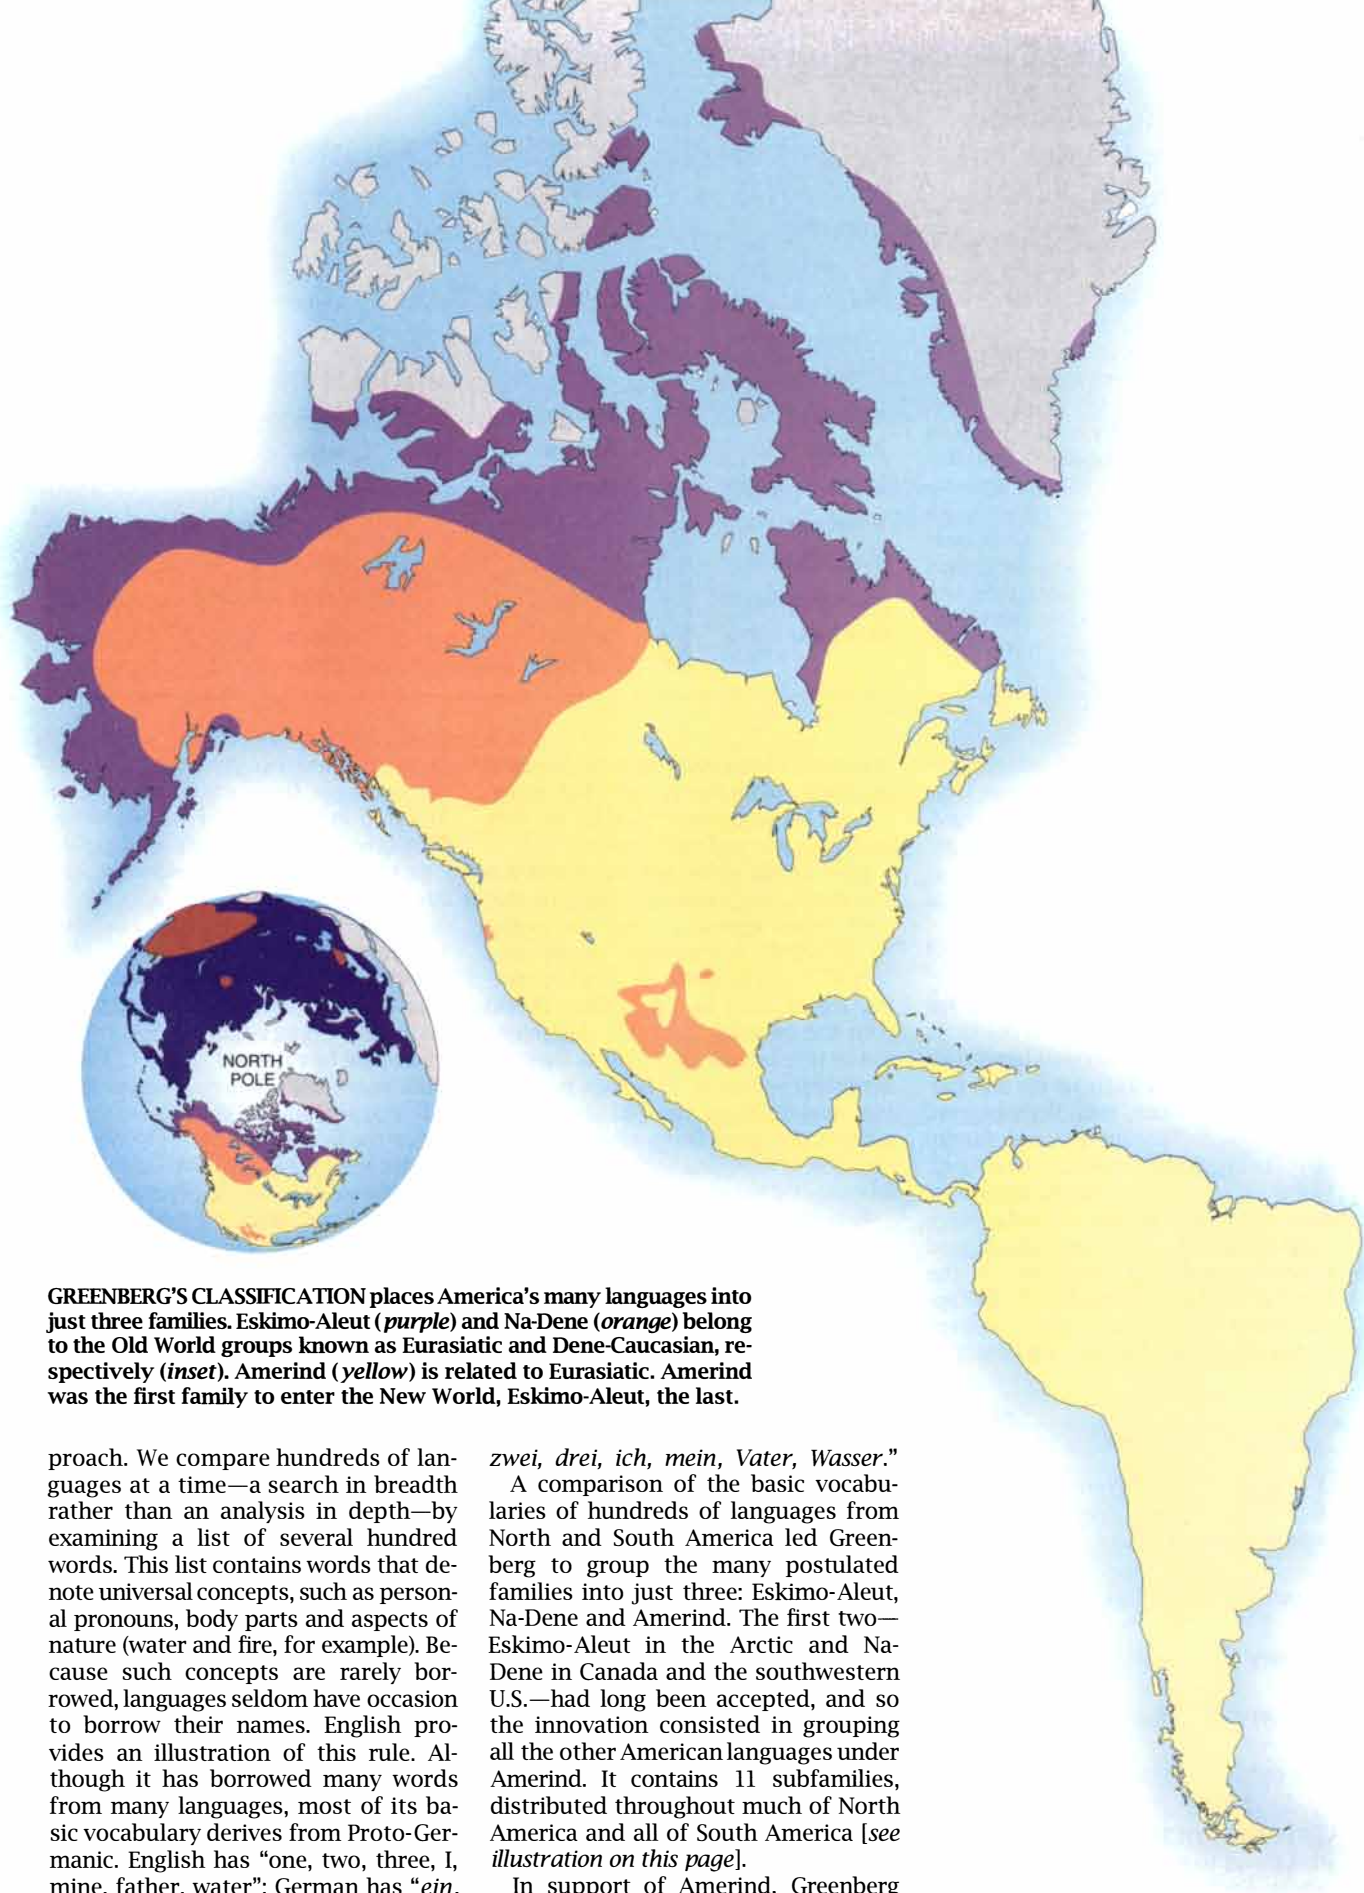 NORTH
POLE
GREENBERG'S CLASSIFICATION places America's many languages into
just three families. Eskimo-Aleut (purple) and Na-Dene (orange) belong
to the Old World groups known as Eurasiatic and Dene-Caucasian, re-
spectively (inset). Amerind (yellow) is related to Eurasiatic. Amerind
was the first family to enter the New World, Eskimo-Aleut, the last.
proach. We compare hundreds of lan-
guages at a time—a search in breadth
rather than an analysis in depth—by
examining a list of several hundred
words. This list contains words that de-
note universal concepts, such as person-
al pronouns, body parts and aspects of
nature (water and fire, for example). Be-
cause such concepts are rarely bor-
rowed, languages seldom have occasion
to borrow their names. English pro-
vides an illustration of this rule. Al-
though it has borrowed many words
from many languages, most of its ba-
sic vocabulary derives from Proto-Ger-
manic. English has “one, two, three, I,
mine, father, water”; German has “ein,
zwei, drei, ich, mein, Vater, Wasser.”
A comparison of the basic vocabu-
laries of hundreds of languages from
North and South America led Green-
berg to group the many postulated
families into just three: Eskimo-Aleut,
Na-Dene and Amerind. The first two—
Eskimo-Aleut in the Arctic and Na-
Dene in Canada and the southwestern
U.S.—had long been accepted, and so
the innovation consisted in grouping
all the other American languages under
Amerind. It contains 11 subfamilies,
distributed throughout much of North
America and all of South America [see
illustration on this page].
In support of Amerind, Greenberg